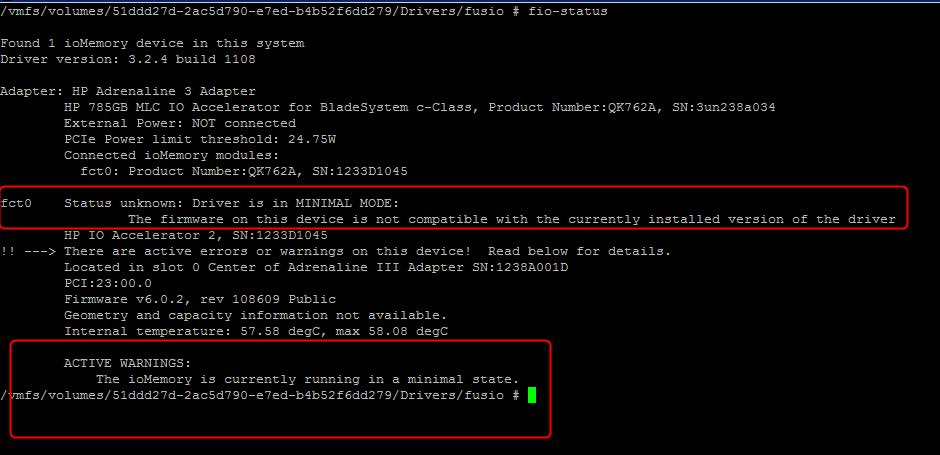 /vmfs/volumes/51ddd27d-2ac5d790-e7ed-b4b52f6dd279/Drivers/fusio # fio-status
Found 1 ioMemory device in this system
Driver version: 3.2.4 build 1108
Adapter: HP Adrenaline 3 Adapter
HP 785GB MLC IO Accelerator for BladeSystem c-Class, Product Number:QK762A, SN:3un238a034
External Power: NOT connected
PCIe Power limit threshold: 24.75W
Connected ioMemory modules:
fct0: Product Number:QK762A, SN:1233D1045
fct0 Status unknown: Driver is in MINIMAL MODE:
The firmware on this device is not compatible with the currently installed version of the driver
HP IO Accelerator 2, SN:1233D1045
!! ---> There are active errors or warnings on this device! Read below for details.
Located in slot 0 Center of Adrenaline III Adapter SN:1238A001D
PCI:23:00.0
Firmware v6.0.2, rev 108609 Public
Geometry and capacity information not available.
Internal temperature: 57.58 degC, max 58.08 degC
ACTIVE WARNINGS:
The ioMemory is currently running in a minimal state.
/vmfs/volumes/51ddd27d-2ac5d790-e7ed-b4b52f6dd279/Drivers/fusio #